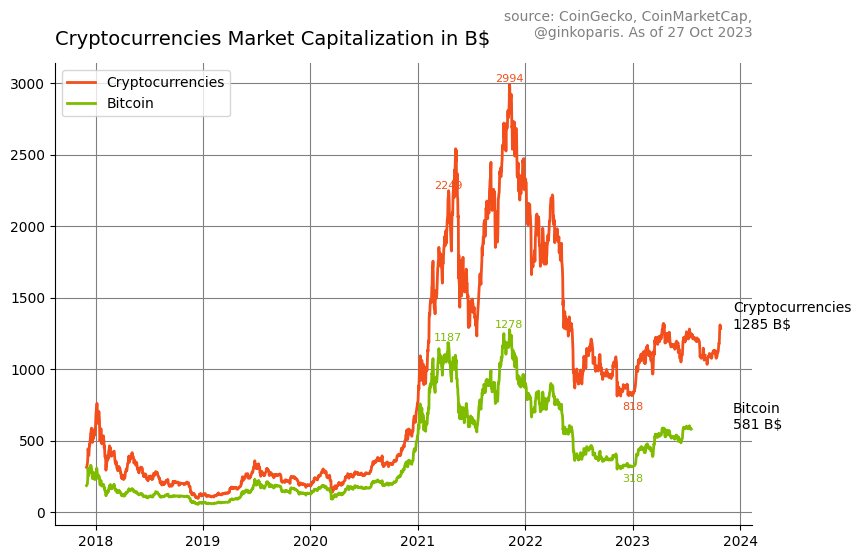 source: CoinGecko, CoinMarketCap,
@ginkoparis. As of 27 Oct 2023
Cryptocurrencies Market Capitalization in B$
Cryptocurrencies
Bitcoin
3000
2500
2000
1500
1000
500
0
2994
2249
1187
1278
818
318
Cryptocurrencies
1285 B$
Bitcoin
581 B$
2018
2019
2020
2021
2022
2023
2024